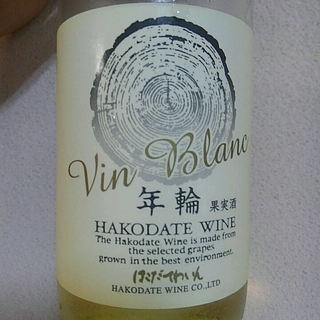 Vin Blanc
年輪 果実酒
HAKODATE WINE
The Hakodate Wine is made from
the selected grapes
grown in the best environment.
はこだてわいん
HAKODATE WINE CO.,LTD